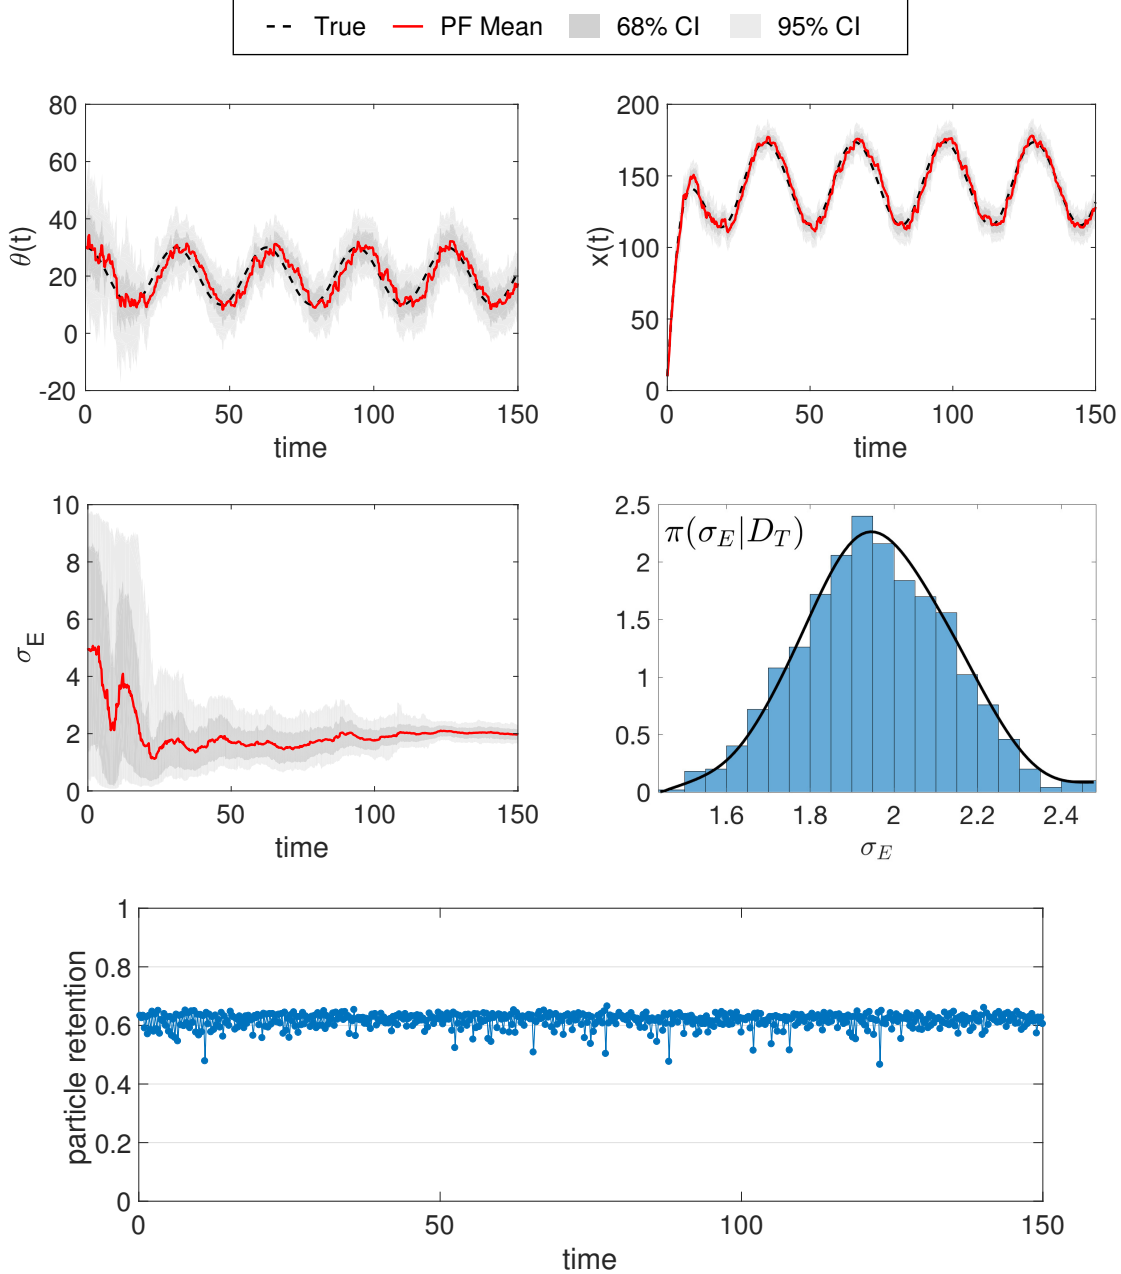 True PF Mean 68% CI 95% CI
80
60
40
20
0
-20
θ(t)
0 50 100 150
time
200
150
100
50
0
x(t)
0 50 100 150
time
10
8
6
4
2
0
σE
0 50 100 150
time
2.5
2
1.5
1
0.5
0
π(σE|DT)
1.6 1.8 2 2.2 2.4
σE
1
0.8
0.6
0.4
0.2
0
particle retention
0 50 100 150
time